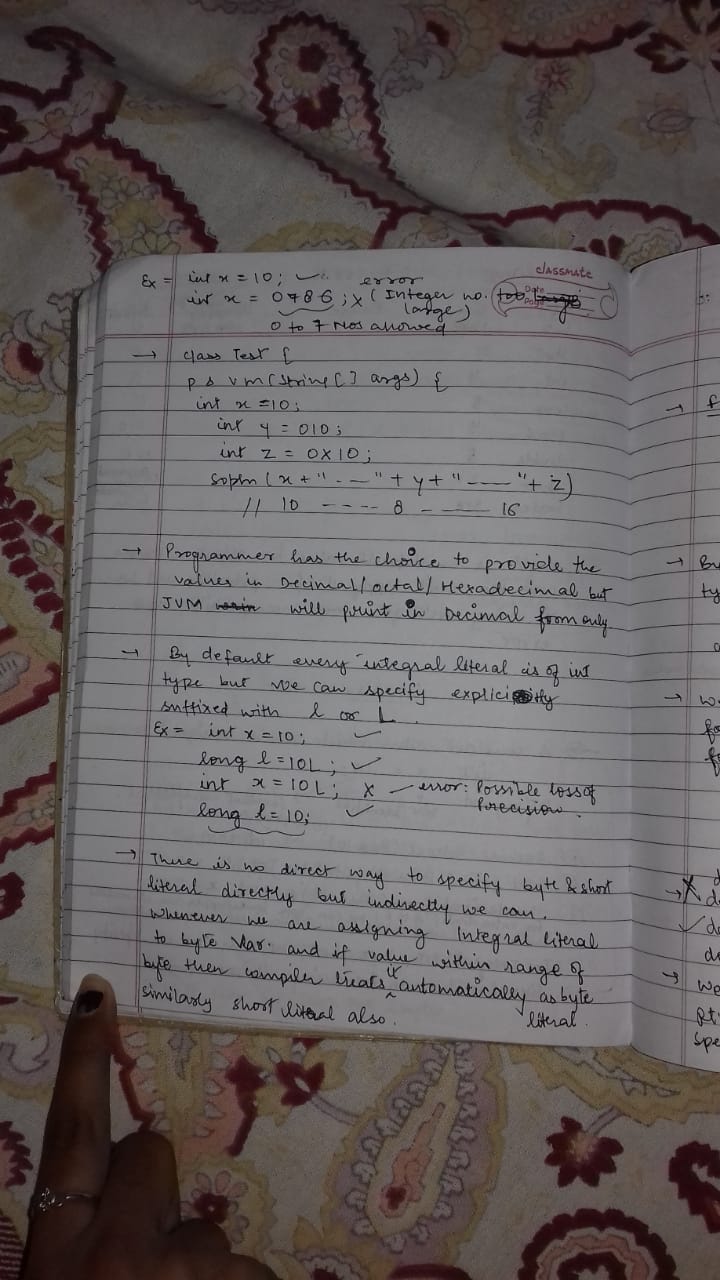 Ex = int x = 10; ✓
int x = 0786; X (Integer no. too large) error
0 to 7 Nos allowed
classmate
Date
Page
→ class Test {
p s v m (String [ ] args) {
int x = 10;
int y = 010;
int z = 0X10;
sopln (x + "- —" + y + "- ——" + z)
// 10 ---- 8 - —— 16
→ Programmer has the choice to provide the
values in Decimal/octal/Hexadecimal but
JVM will print in Decimal from only
→ By default every integral literal is of int
type but we can specify explicitly
suffixed with l or L.
Ex = int x = 10; ✓
long l = 10L; ✓
int x = 10L; X — error: Possible loss of
Precision.
long l = 10; ✓
→ There is no direct way to specify byte & short
literal directly but indirectly we can.
whenever we are assigning Integral literal
to byte Var. and if value within range of
byte then compiler treats it automatically as byte
literal.
similarly short literal also.